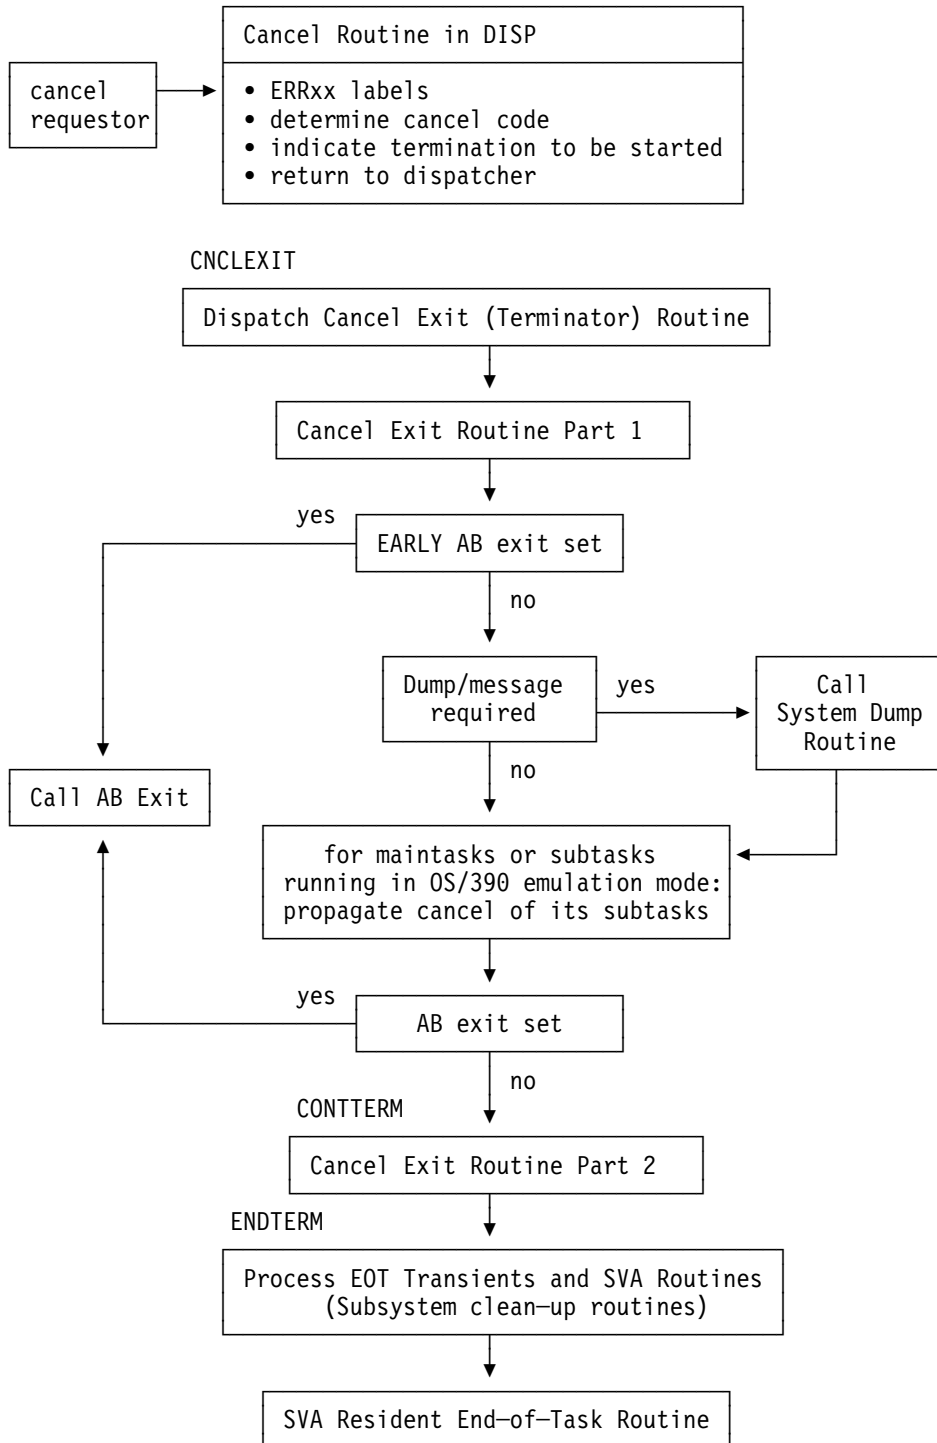 Cancel Routine in DISP
cancel
requestor
• ERRxx labels
• determine cancel code
• indicate termination to be started
• return to dispatcher
CNCLEXIT
Dispatch Cancel Exit (Terminator) Routine
Cancel Exit Routine Part 1
yes
EARLY AB exit set
no
Dump/message
required
yes
Call
System Dump
Routine
no
Call AB Exit
for maintasks or subtasks
running in OS/390 emulation mode:
propagate cancel of its subtasks
yes
AB exit set
no
CONTTERM
Cancel Exit Routine Part 2
ENDTERM
Process EOT Transients and SVA Routines
(Subsystem clean—up routines)
SVA Resident End—of—Task Routine